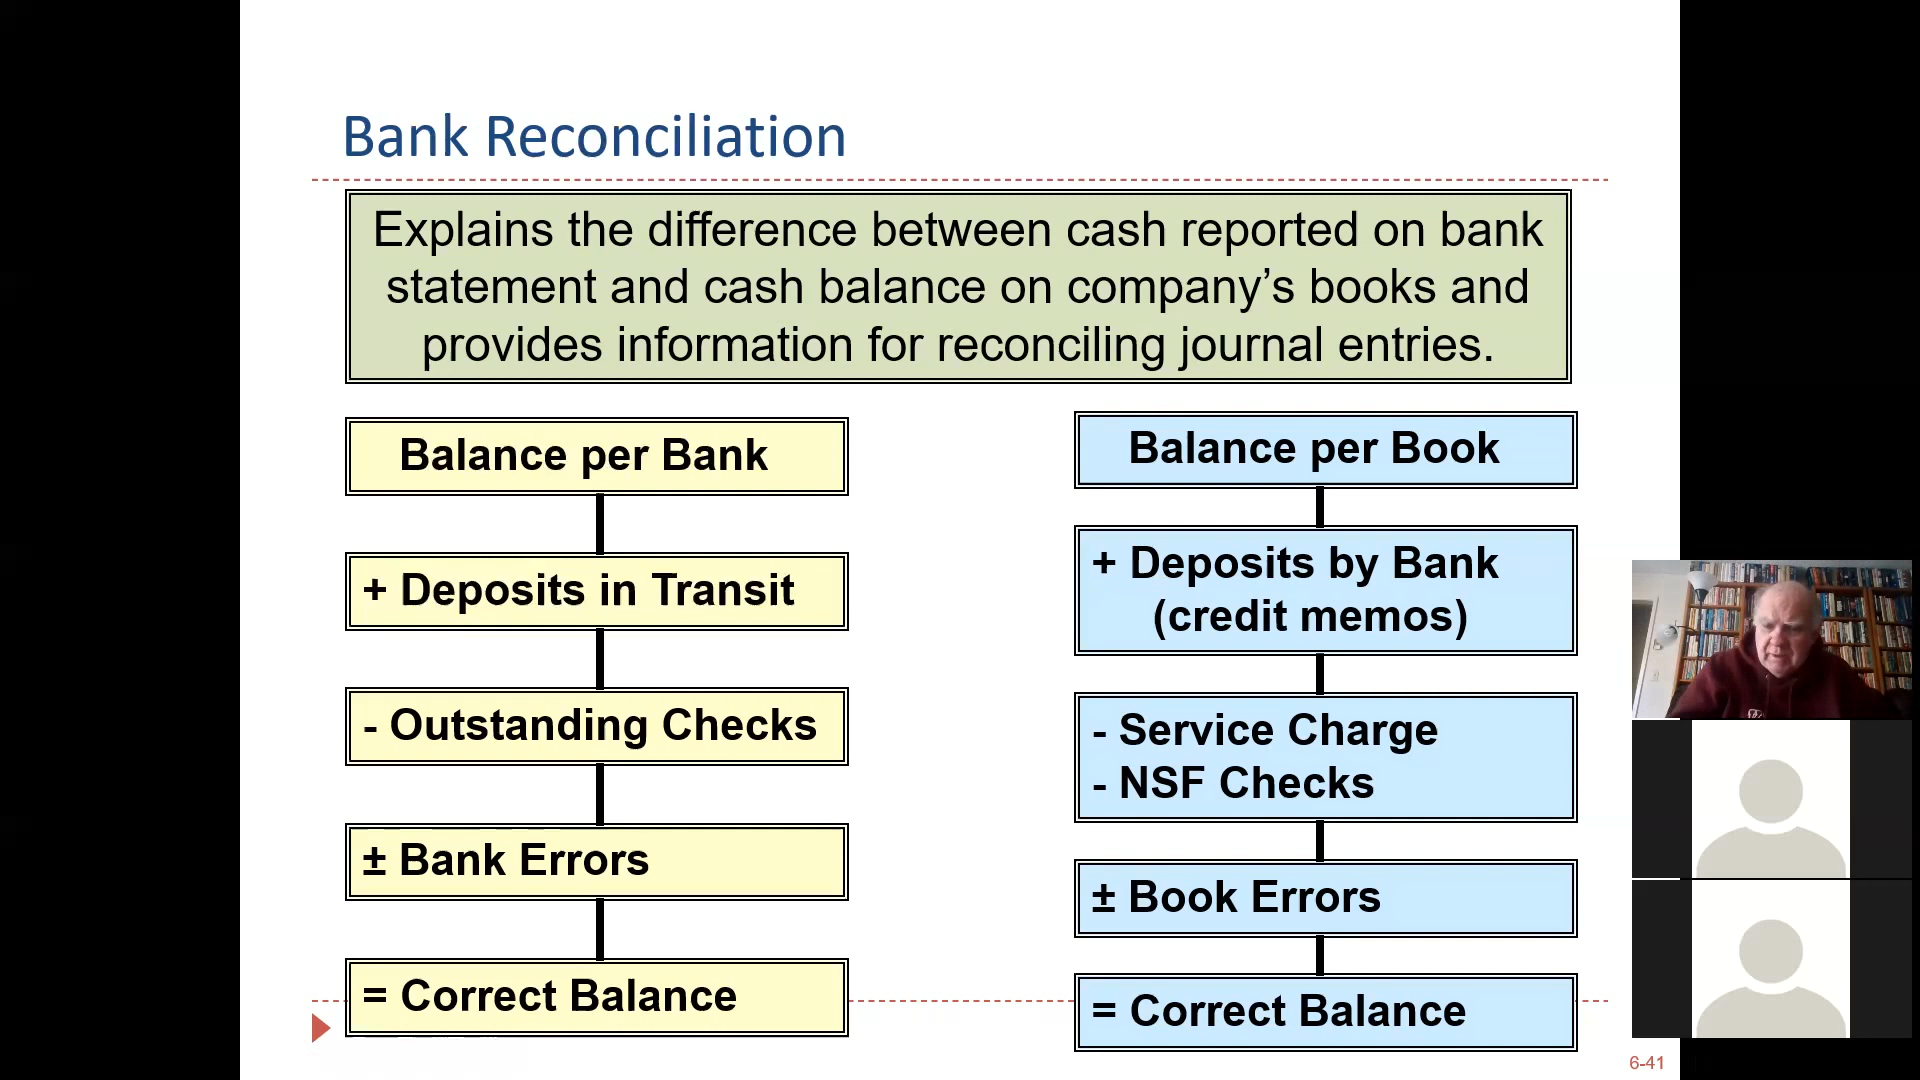 Bank Reconciliation
Explains the difference between cash reported on bank
statement and cash balance on company’s books and
provides information for reconciling journal entries.
Balance per Bank
+ Deposits in Transit
- Outstanding Checks
± Bank Errors
= Correct Balance
Balance per Book
+ Deposits by Bank
(credit memos)
- Service Charge
- NSF Checks
± Book Errors
= Correct Balance
6-41